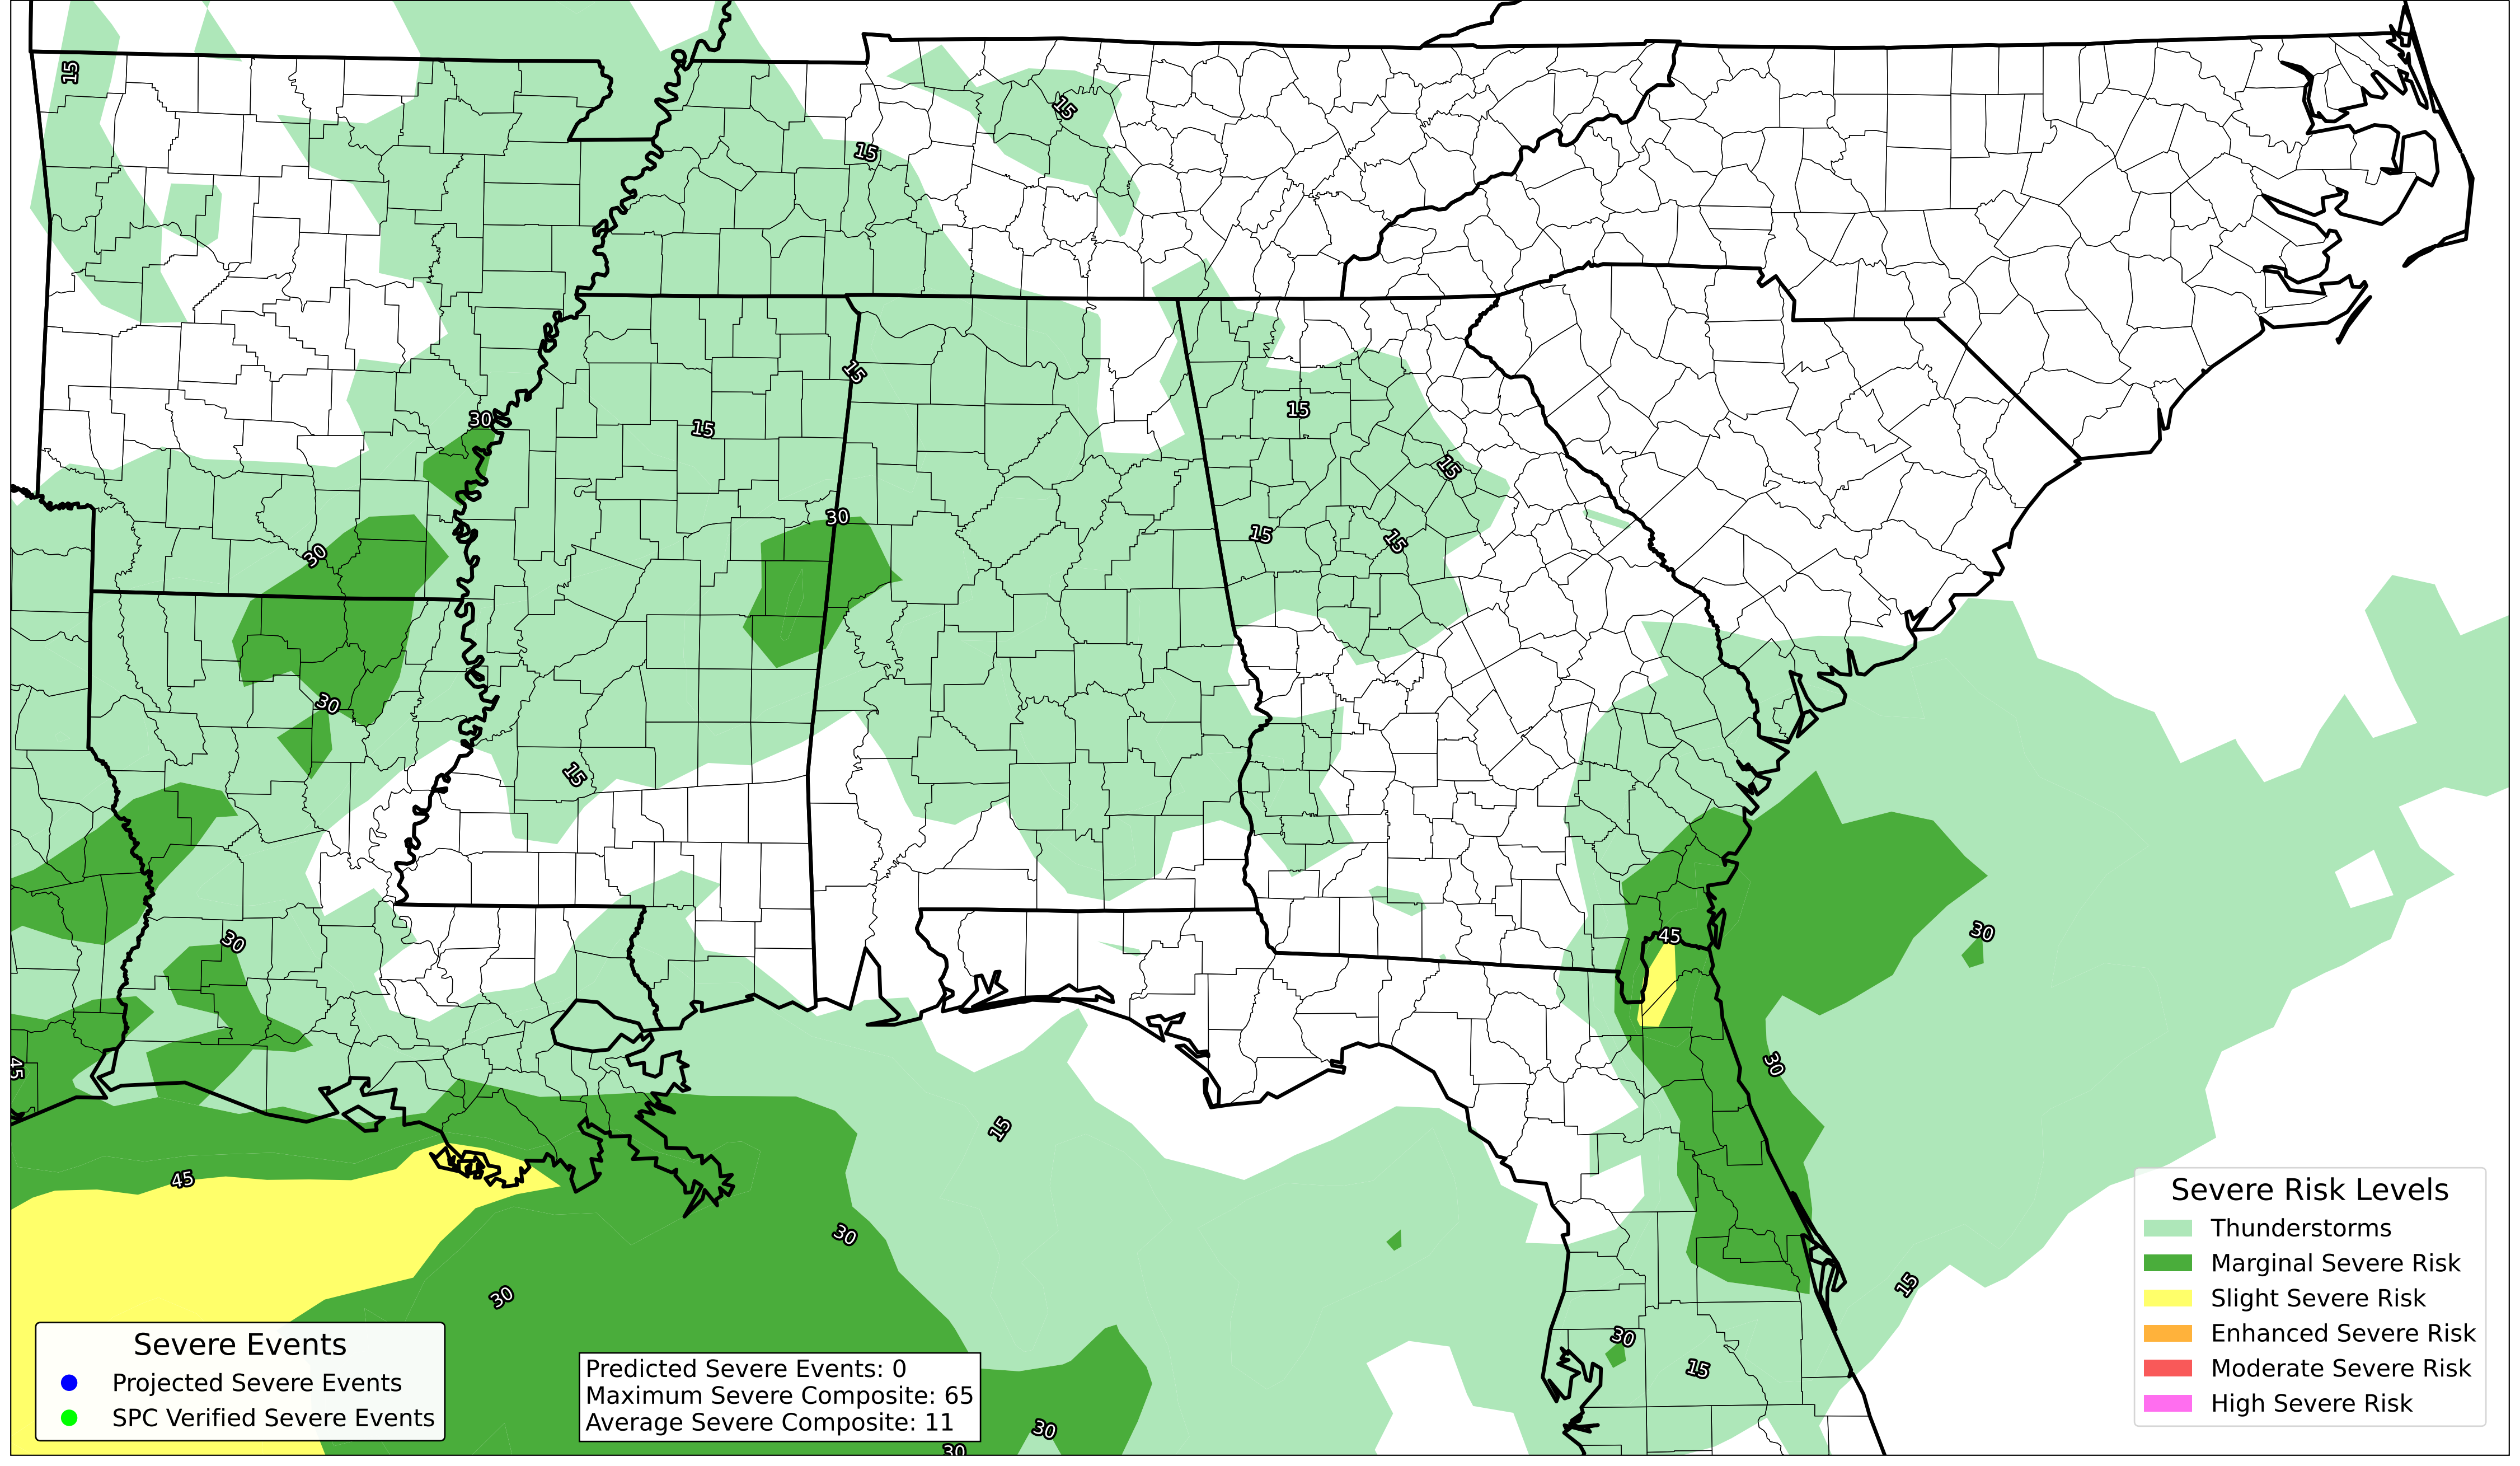 15
15
15
15
30
15
15
15
30
15
15
30
30
15
30
30
45
30
45
30
15
45
30
15
30
30
15
30
30
Severe Events
Projected Severe Events
SPC Verified Severe Events
Predicted Severe Events: 0
Maximum Severe Composite: 65
Average Severe Composite: 11
Severe Risk Levels
Thunderstorms
Marginal Severe Risk
Slight Severe Risk
Enhanced Severe Risk
Moderate Severe Risk
High Severe Risk